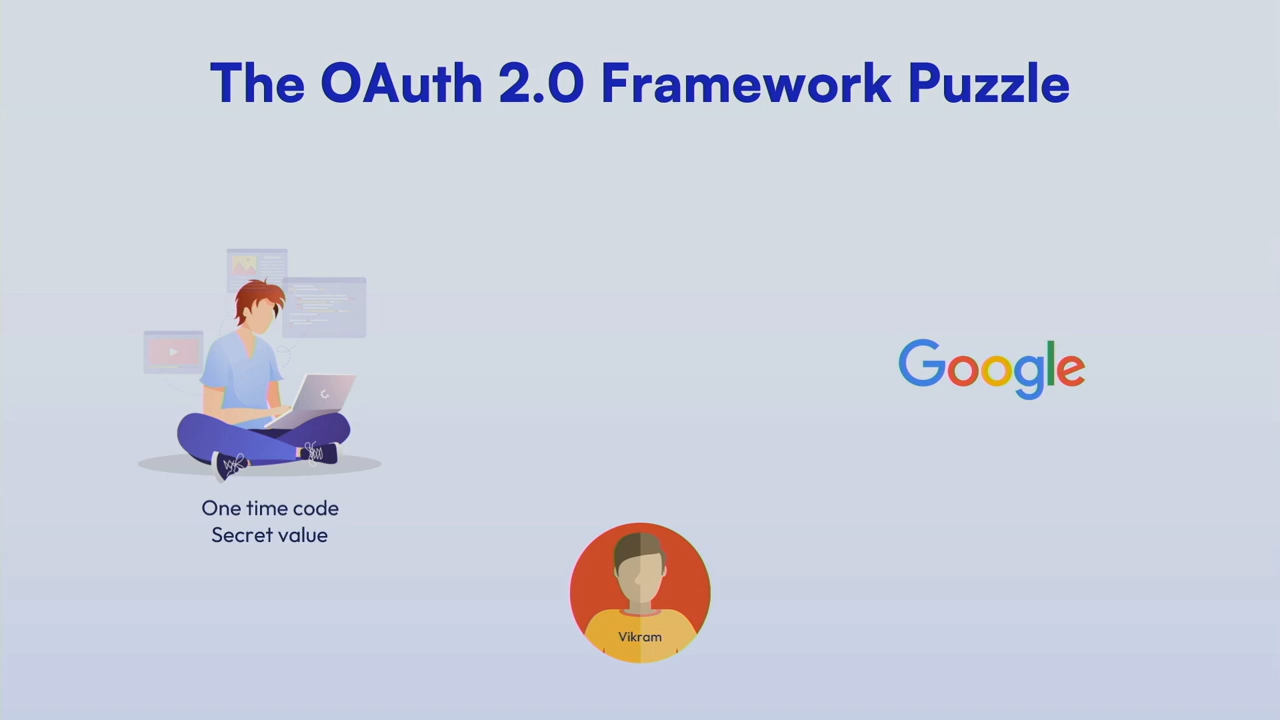 The OAuth 2.0 Framework Puzzle
Google
One time code
Secret value
Vikram